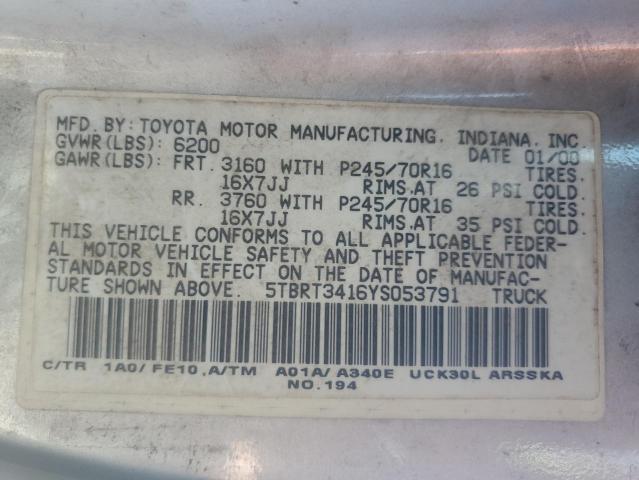 MFD. BY: TOYOTA MOTOR MANUFACTURING, INDIANA, INC.
GVWR(LBS): 6200 DATE 01/00
GAWR(LBS): FRT. 3160 WITH P245/70R16 TIRES.
16X7JJ RIMS.AT 26 PSI COLD.
RR. 3760 WITH P245/70R16 TIRES.
16X7JJ RIMS.AT 35 PSI COLD.
THIS VEHICLE CONFORMS TO ALL APPLICABLE FEDER-
AL MOTOR VEHICLE SAFETY AND THEFT PREVENTION
STANDARDS IN EFFECT ON THE DATE OF MANUFAC-
TURE SHOWN ABOVE. 5TBRT3416YS053791 TRUCK
C/TR 1A0/ FE10 ,A/TM A01A/ A340E UCK30L ARSSKA
NO.194